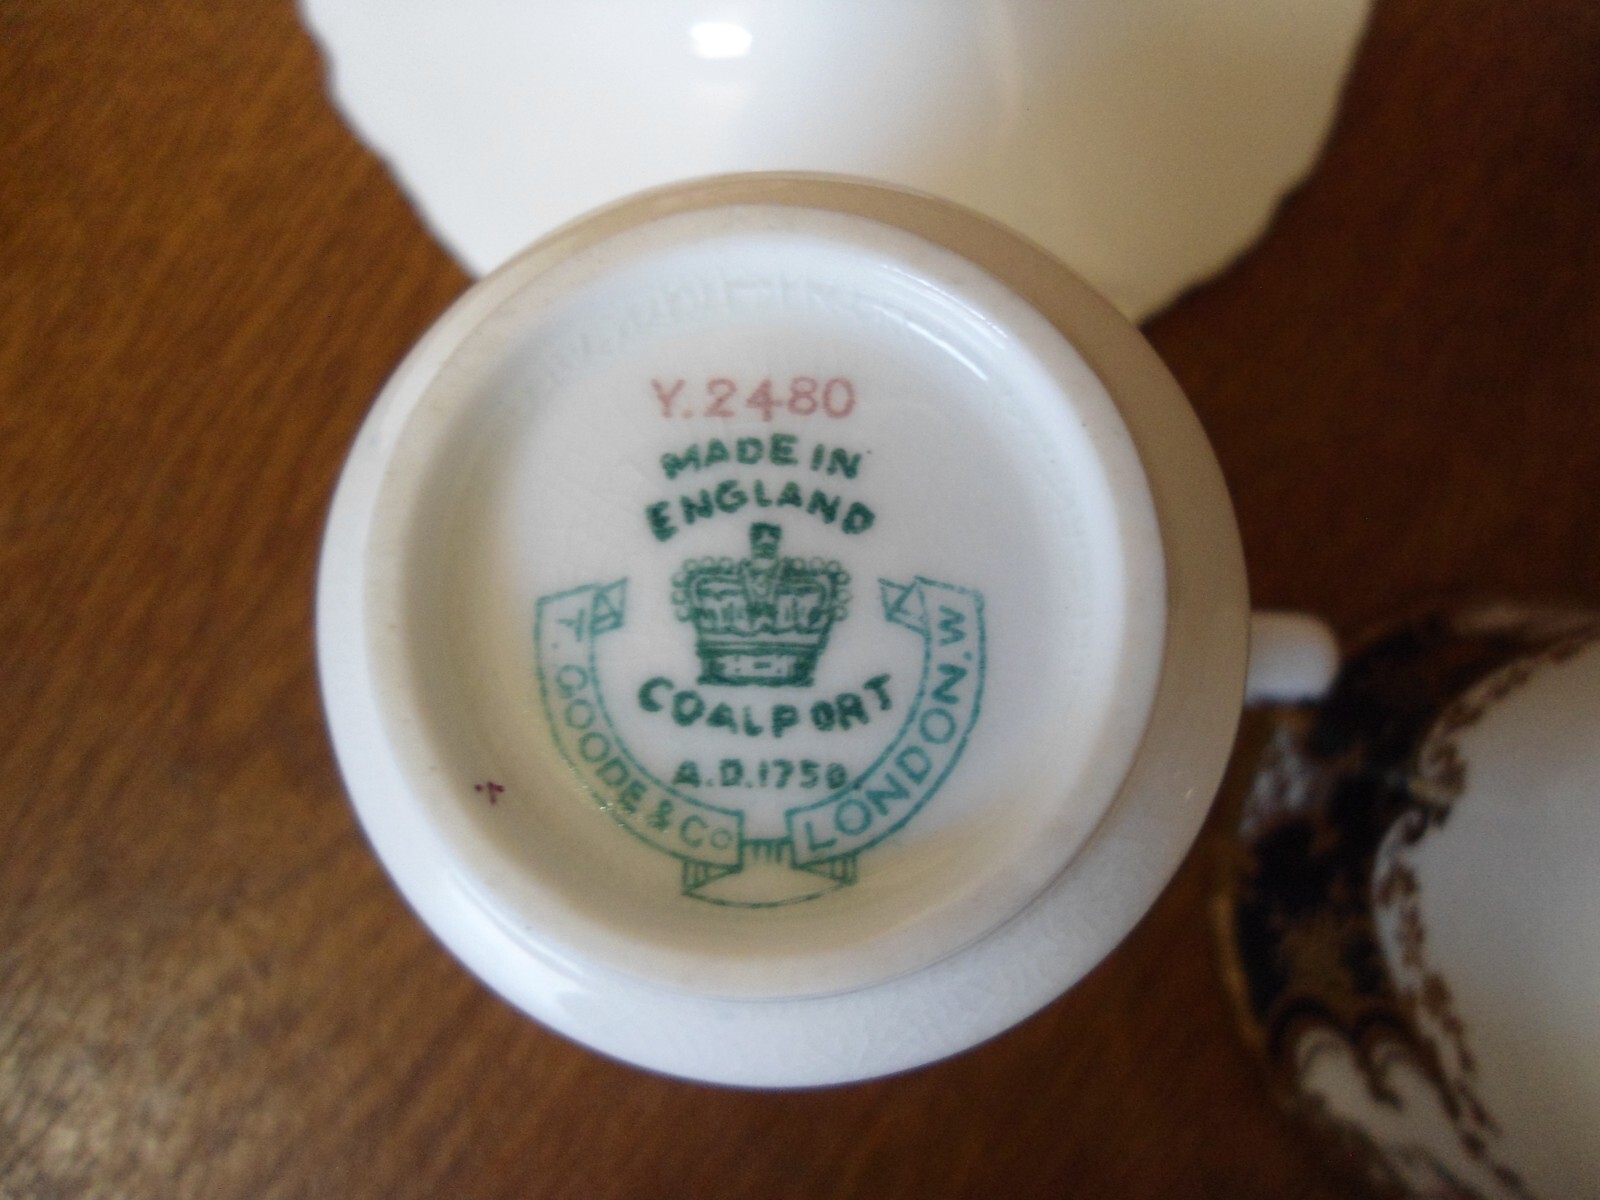 Y.2480
MADE IN
ENGLAND
COALPORT
A.D.1750
T. GOODE & Co
LONDON.W